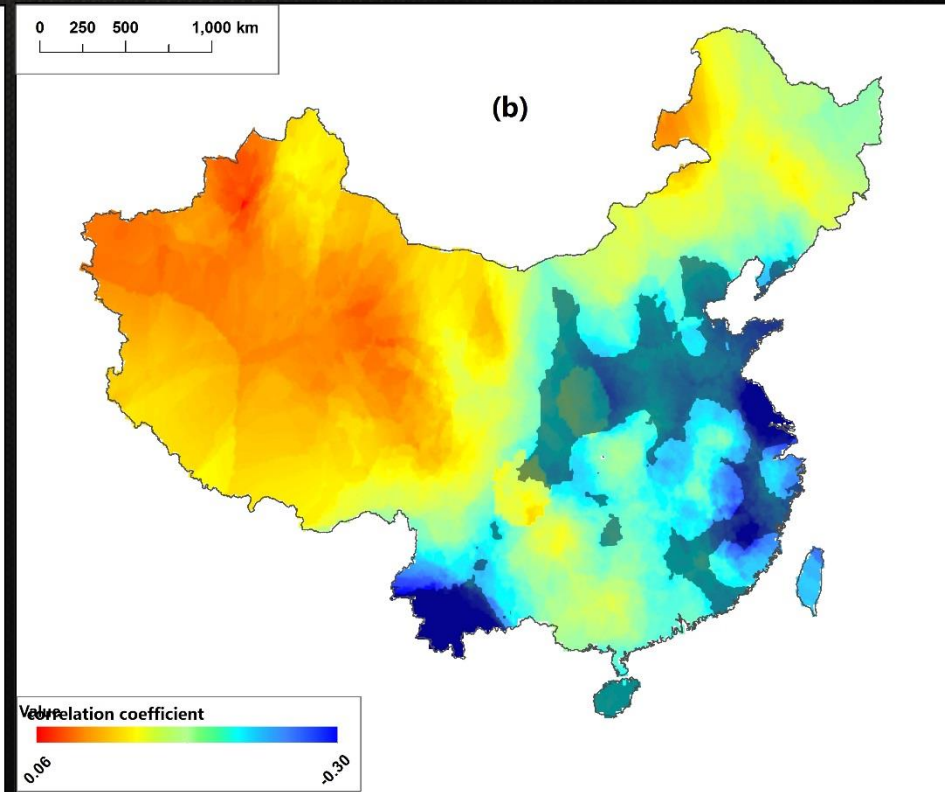 0 250 500 1,000 km
(b)
Value
correlation coefficient
0.06 -0.30